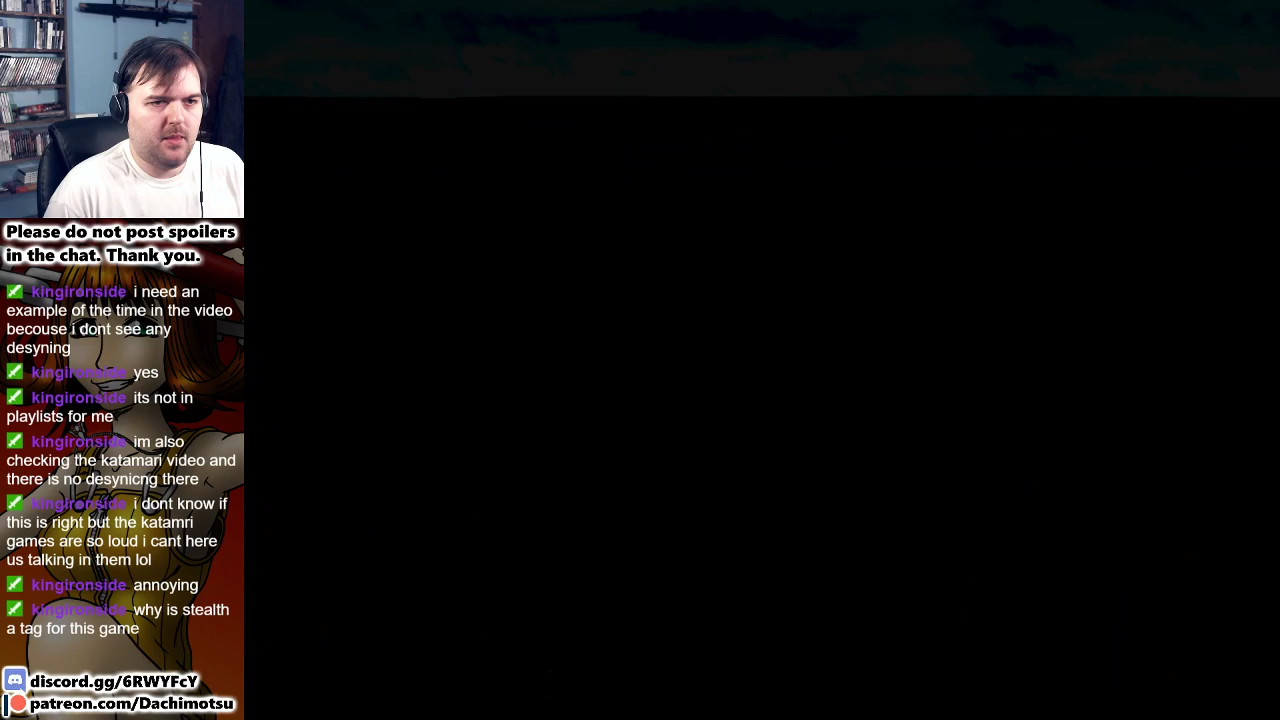 Please do not post spoilers
in the chat. Thank you.
kingironside i need an
example of the time in the video
becouse i dont see any
desyning
kingironside yes
kingironside its not in
playlists for me
kingironside im also
checking the katamari video and
there is no desynicng there
kingironside i dont know if
this is right but the katamri
games are so loud i cant here
us talking in them lol
kingironside annoying
kingironside why is stealth
a tag for this game
discord.gg/6RWYFcY
patreon.com/Dachimotsu